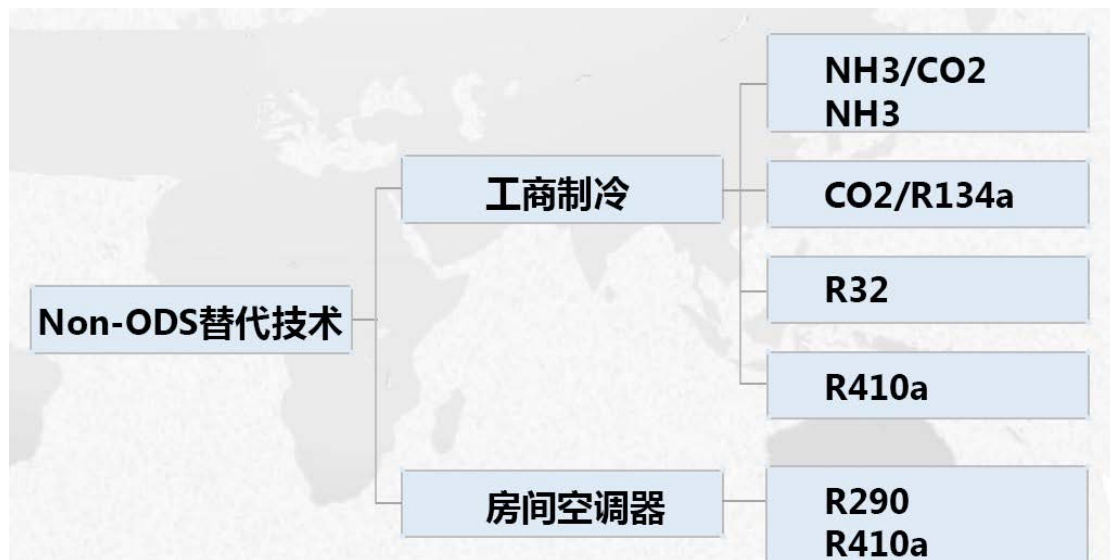 Non-ODS替代技术
工商制冷
NH3/CO2
NH3
CO2/R134a
R32
R410a
房间空调器
R290
R410a